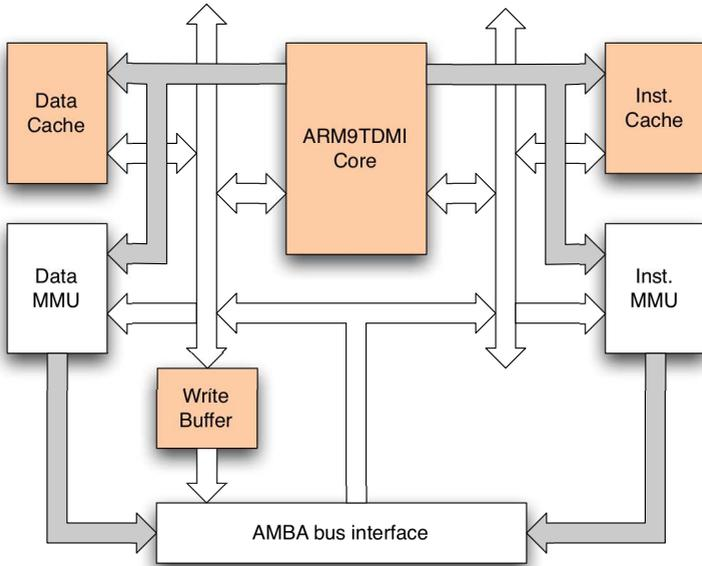 Data
Cache
ARM9TDMI
Core
Inst.
Cache
Data
MMU
Inst.
MMU
Write
Buffer
AMBA bus interface